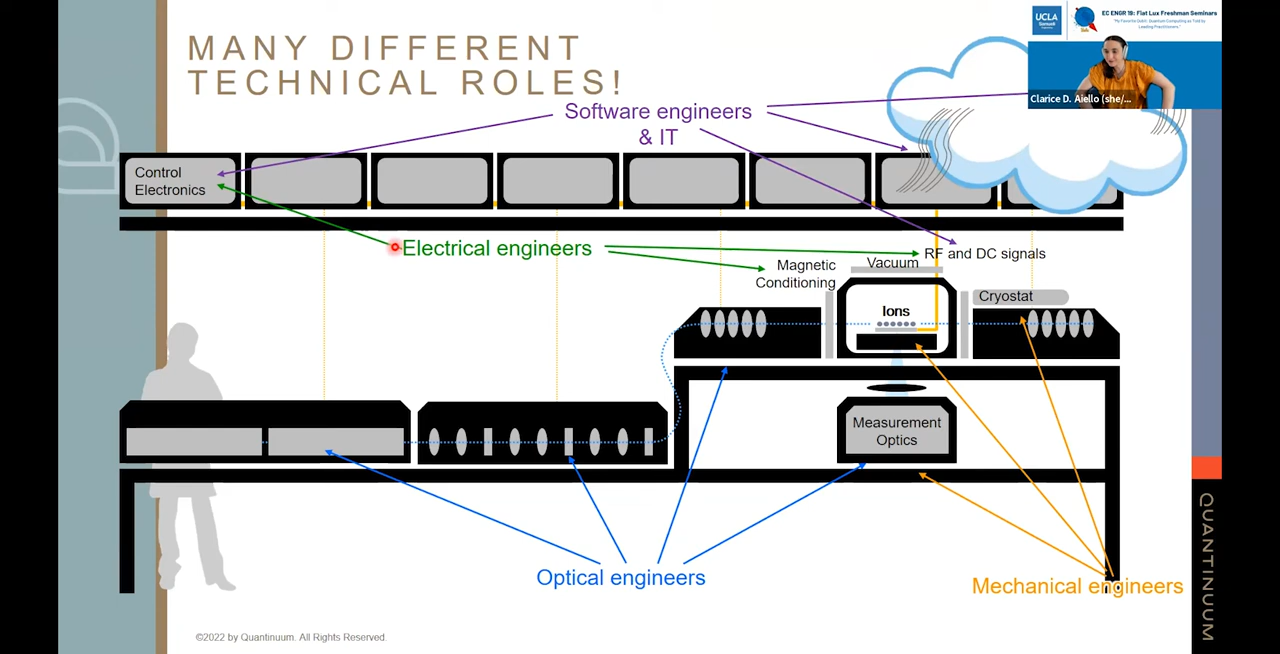 MANY DIFFERENT
TECHNICAL ROLES!
UCLA
Samueli
EC ENGR 19: Fiat Lux Freshman Seminars
"My Favorite Qubit: Quantum Computing as Told by
Leading Practitioners"
Clarice D. Aiello (she/...
Software engineers
& IT
Control
Electronics
Electrical engineers
RF and DC signals
Magnetic
Conditioning
Vacuum
Cryostat
Ions
Measurement
Optics
Optical engineers
Mechanical engineers
QUANTINUUM
©2022 by Quantinuum. All Rights Reserved.